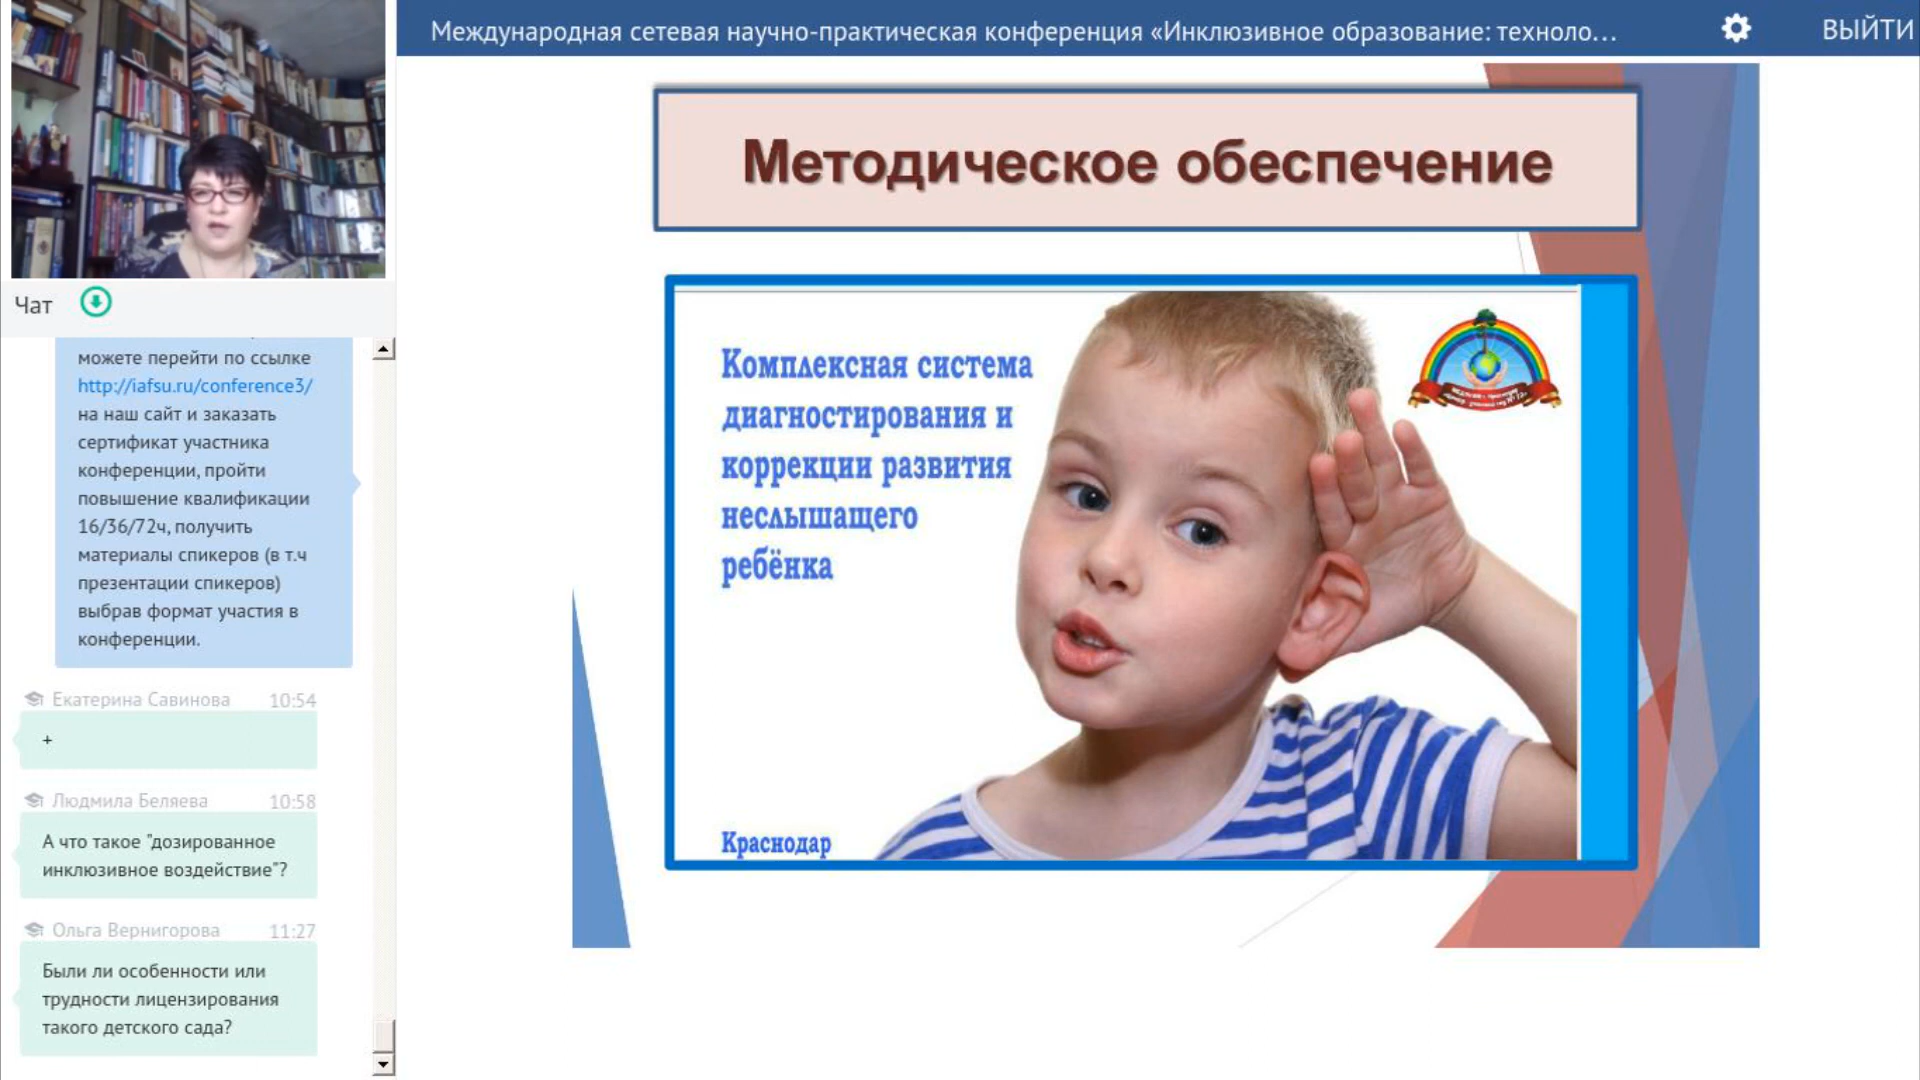 Международная сетевая научно-практическая конференция «Инклюзивное образование: техноло...
ВЫЙТИ
Чат
можете перейти по ссылке
http://iafsu.ru/conference3/
на наш сайт и заказать
сертификат участника
конференции, пройти
повышение квалификации
16/36/72ч, получить
материалы спикеров (в т.ч
презентации спикеров)
выбрав формат участия в
конференции.
Екатерина Савинова 10:54
+
Людмила Беляева 10:58
А что такое "дозированное
инклюзивное воздействие"?
Ольга Вернигорова 11:27
Были ли особенности или
трудности лицензирования
такого детского сада?
Методическое обеспечение
Комплексная система
диагностирования и
коррекции развития
неслышащего
ребёнка
Краснодар